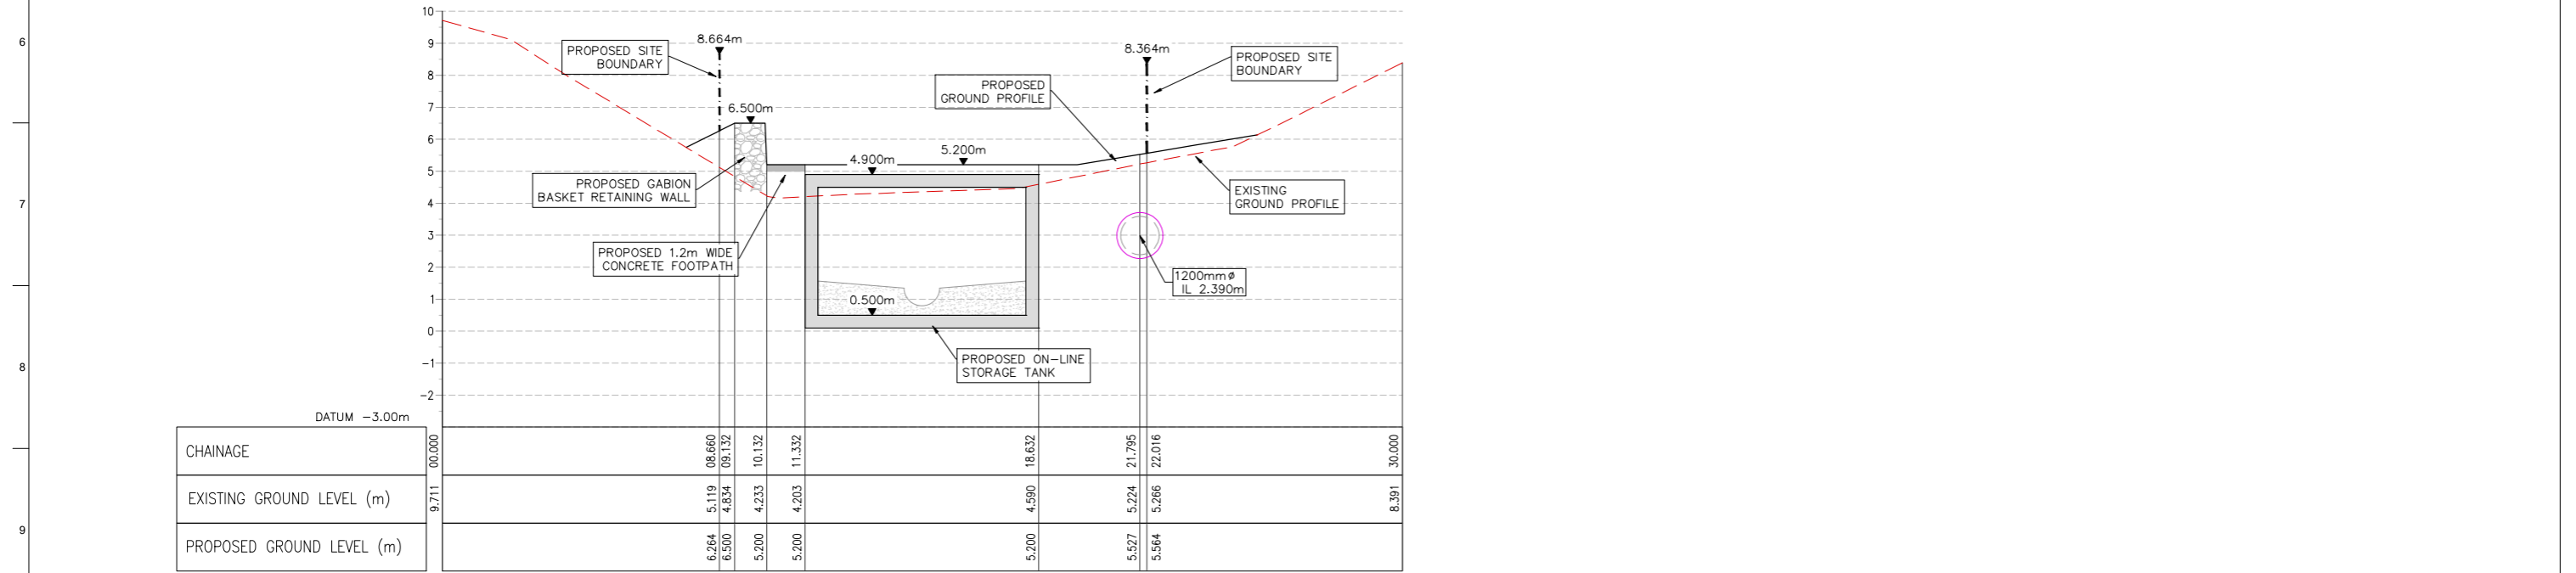 10
9
8
7
6
5
4
3
2
1
0
-1
-2
6
7
8
9
PROPOSED SITE
BOUNDARY
8.664m
6.500m
PROPOSED GABION
BASKET RETAINING WALL
PROPOSED 1.2m WIDE
CONCRETE FOOTPATH
4.900m
5.200m
0.500m
PROPOSED
GROUND PROFILE
8.364m
PROPOSED SITE
BOUNDARY
EXISTING
GROUND PROFILE
1200mmø
IL 2.390m
PROPOSED ON-LINE
STORAGE TANK
DATUM -3.00m
CHAINAGE
00.000
08.660
09.132
10.132
11.332
18.632
21.795
22.016
30.000
EXISTING GROUND LEVEL (m)
9.711
5.119
4.834
4.233
4.203
4.590
5.224
5.266
8.391
PROPOSED GROUND LEVEL (m)
6.264
6.500
5.200
5.200
5.200
5.527
5.564